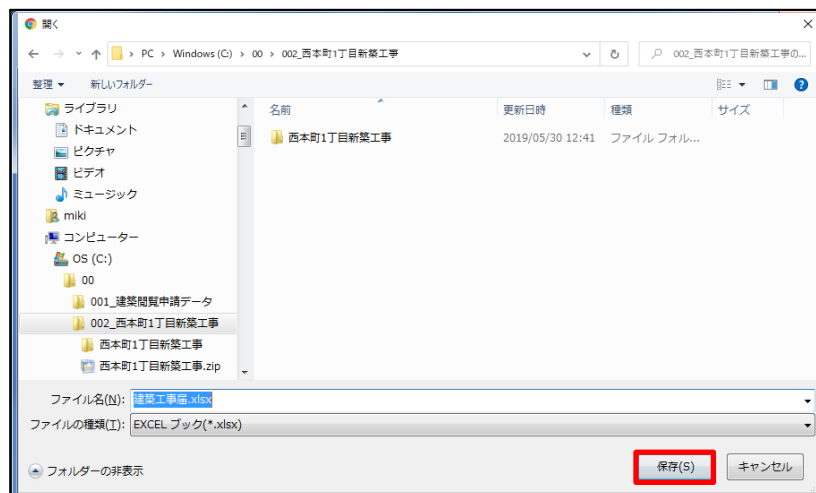 開く
PC › Windows (C:) › 00 › 002_西本町1丁目新築工事
002_西本町1丁目新築工事の...
整理 新しいフォルダー
ライブラリ
ドキュメント
ピクチャ
ビデオ
ミュージック
miki
コンピューター
OS (C:)
00
001_建築閲覧申請データ
002_西本町1丁目新築工事
西本町1丁目新築工事
西本町1丁目新築工事.zip
名前 更新日時 種類 サイズ
西本町1丁目新築工事 2019/05/30 12:41 ファイル フォル...
ファイル名(N): 建築工事届.xlsx
ファイルの種類(T): EXCEL ブック(*.xlsx)
フォルダーの非表示 保存(S) キャンセル